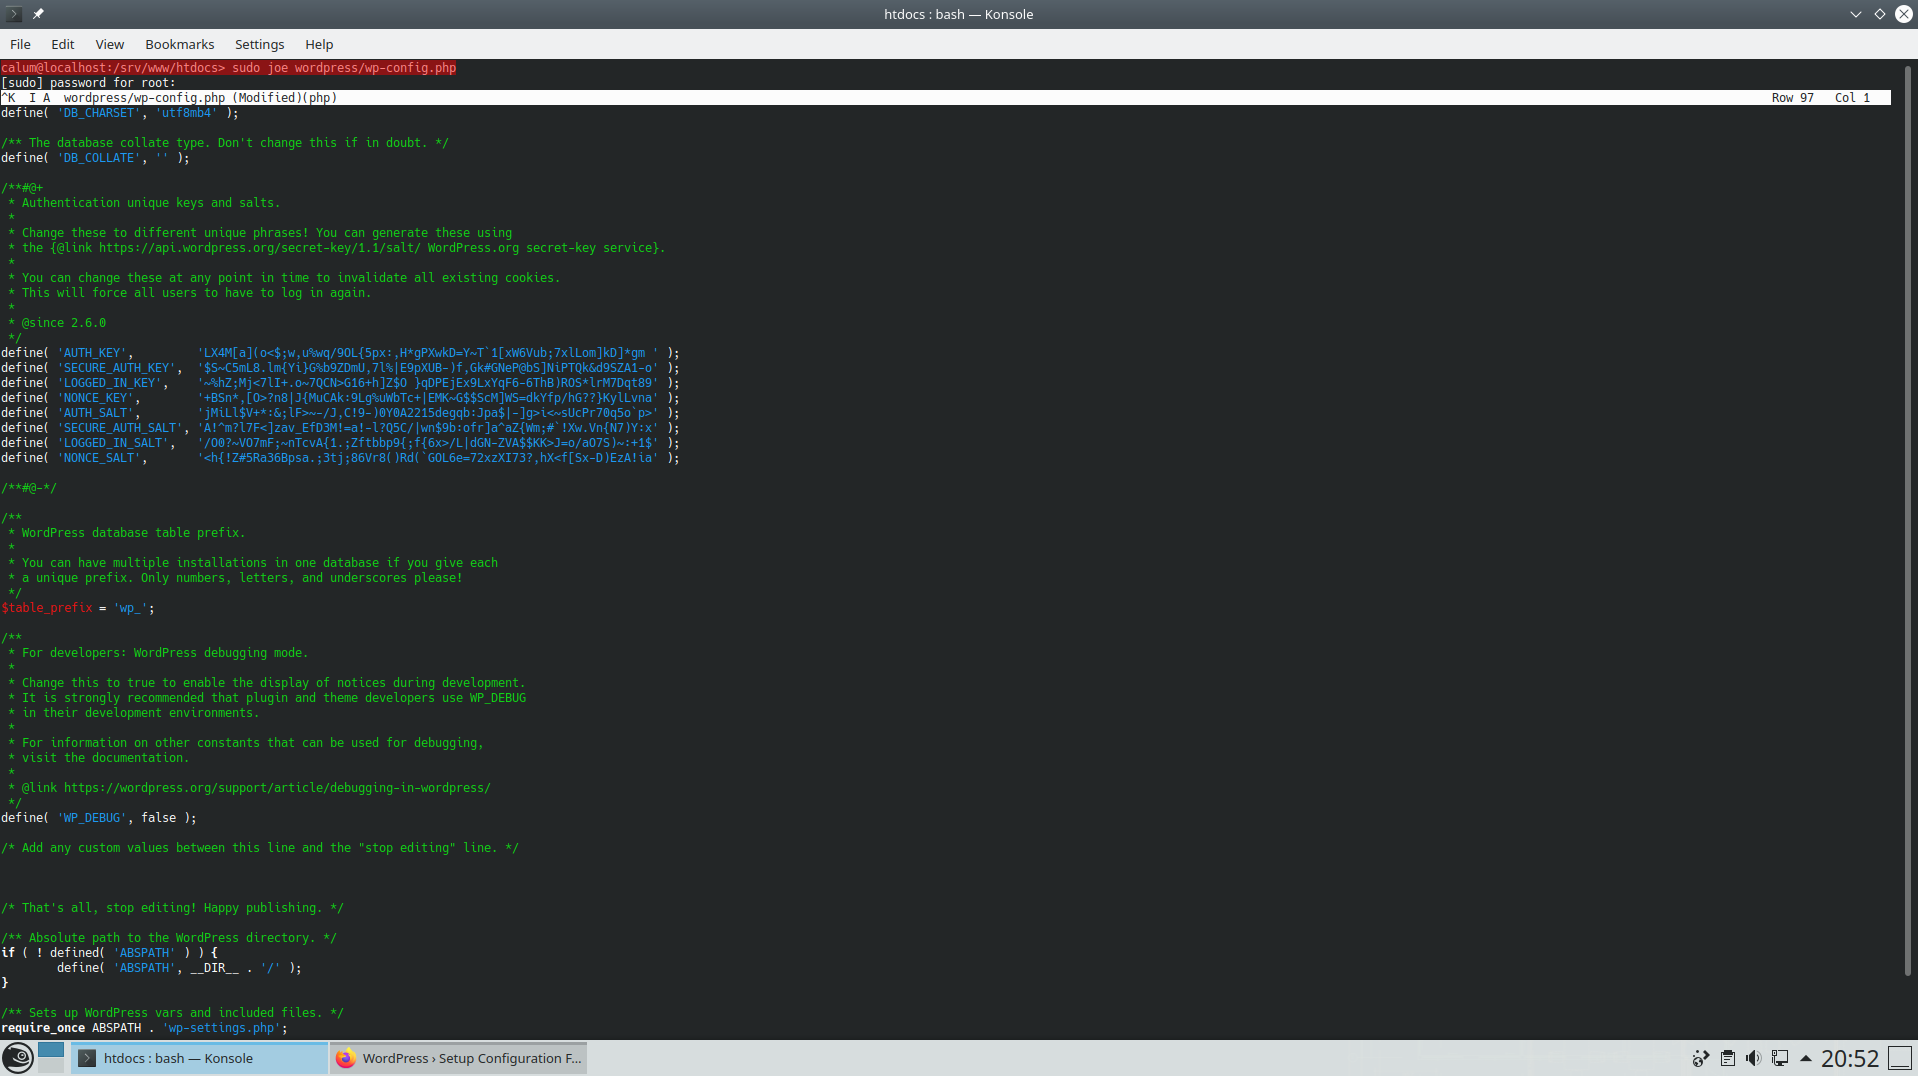 htdocs : bash — Konsole
File Edit View Bookmarks Settings Help
calum@localhost:/srv/www/htdocs> sudo joe wordpress/wp-config.php
[sudo] password for root:
^K  I A  wordpress/wp-config.php (Modified)(php) Row 97   Col 1
define( 'DB_CHARSET', 'utf8mb4' );
/** The database collate type. Don't change this if in doubt. */
define( 'DB_COLLATE', '' );
/**#@+
 * Authentication unique keys and salts.
 *
 * Change these to different unique phrases! You can generate these using
 * the {@link https://api.wordpress.org/secret-key/1.1/salt/ WordPress.org secret-key service}.
 *
 * You can change these at any point in time to invalidate all existing cookies.
 * This will force all users to have to log in again.
 *
 * @since 2.6.0
 */
define( 'AUTH_KEY',         'LX4M[a](o<$;w,u%wq/9OL{5px:,H*gPXwkD=Y~T`1[xW6Vub;7xlLom]kD]*gm ' );
define( 'SECURE_AUTH_KEY',  '$S~C5mL8.lm{Yi}G%b9ZDmU,7l%|E9pXUB-)f,Gk#GNeP@bS]NiPTQk&d9SZA1-o' );
define( 'LOGGED_IN_KEY',    '~%hZ;Mj<7lI+.o~7QCN>G16+h]Z$O }qDPEjEx9LxYqF6-6ThB)ROS*lrM7Dqt89' );
define( 'NONCE_KEY',        '+BSn*,[O>?n8|J{MuCAk:9Lg%uWbTc+|EMK~G$$ScM]WS=dkYfp/hG??}KylLvna' );
define( 'AUTH_SALT',        'jMiLl$V+*:&;lF>~-/J,C!9-)0Y0A2215degqb:Jpa$|-]g>i<~sUcPr70q5o`p>' );
define( 'SECURE_AUTH_SALT', 'A!^m?l7F<]zav_EfD3M!=a!-l?Q5C/|wn$9b:ofr]a^aZ{Wm;#`!Xw.Vn{N7)Y:x' );
define( 'LOGGED_IN_SALT',   '/O0?~VO7mF;~nTcvA{1.;Zftbbp9{;f{6x>/L|dGN-ZVA$$KK>J=o/aO7S)~:+1$' );
define( 'NONCE_SALT',       '<h{!Z#5Ra36Bpsa.;3tj;86Vr8()Rd(`GOL6e=72xzXI73?,hX<f[Sx-D)EzA!ia' );
/**#@-*/
/**
 * WordPress database table prefix.
 *
 * You can have multiple installations in one database if you give each
 * a unique prefix. Only numbers, letters, and underscores please!
 */
$table_prefix = 'wp_';
/**
 * For developers: WordPress debugging mode.
 *
 * Change this to true to enable the display of notices during development.
 * It is strongly recommended that plugin and theme developers use WP_DEBUG
 * in their development environments.
 *
 * For information on other constants that can be used for debugging,
 * visit the documentation.
 *
 * @link https://wordpress.org/support/article/debugging-in-wordpress/
 */
define( 'WP_DEBUG', false );
/* Add any custom values between this line and the "stop editing" line. */
/* That's all, stop editing! Happy publishing. */
/** Absolute path to the WordPress directory. */
if ( ! defined( 'ABSPATH' ) ) {
        define( 'ABSPATH', __DIR__ . '/' );
}
/** Sets up WordPress vars and included files. */
require_once ABSPATH . 'wp-settings.php';
htdocs : bash — Konsole WordPress › Setup Configuration F... 20:52